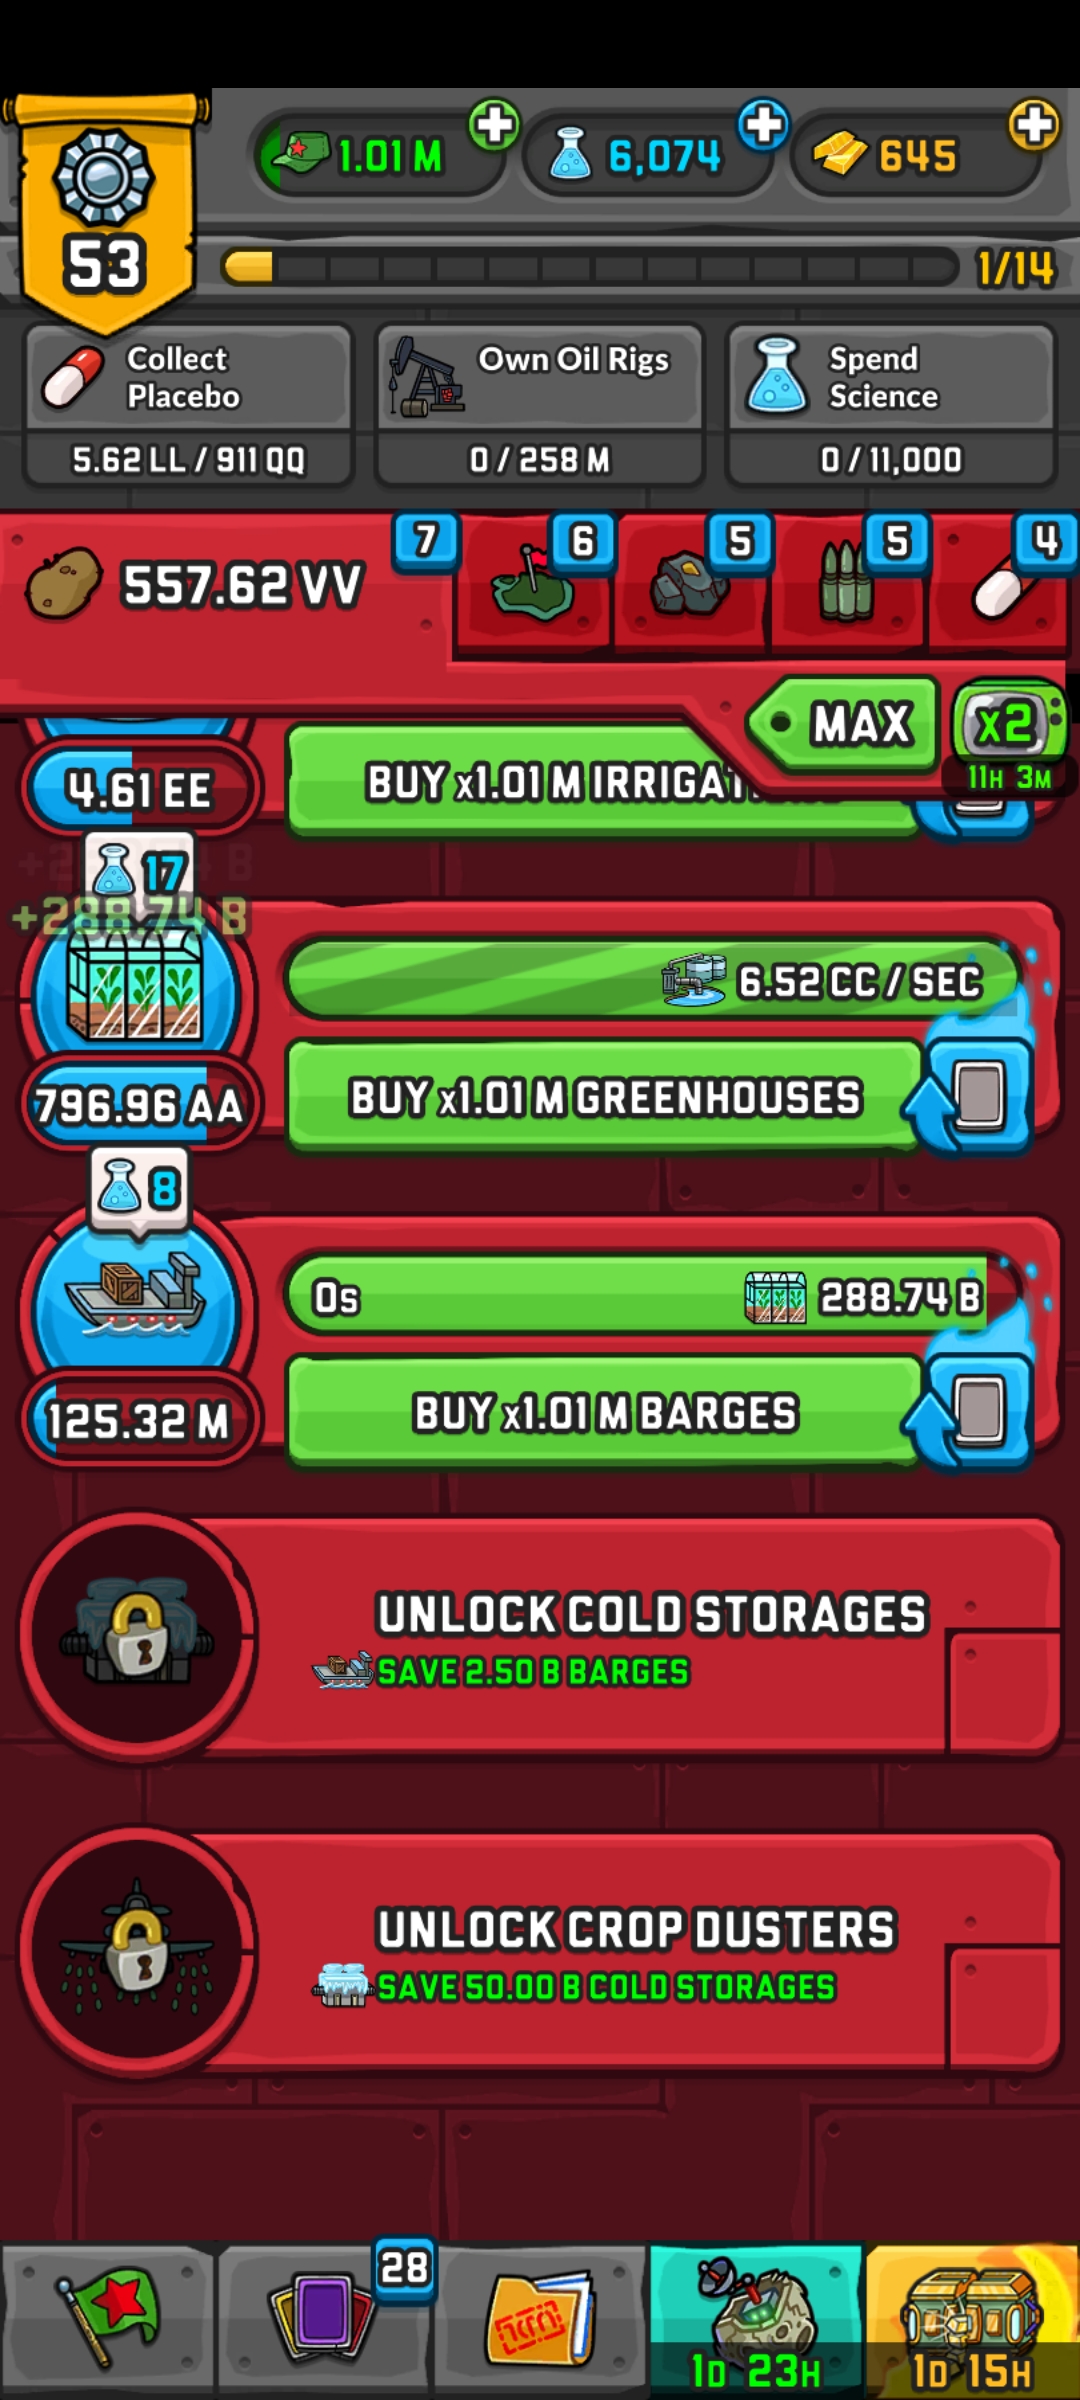 1.01 M
6,074
645
53
1/14
Collect
Placebo
Own Oil Rigs
Spend
Science
5.62 LL / 911 QQ
0 / 258 M
0 / 11,000
557.62 VV
7
6
5
5
4
MAX
x2
11H 3M
4.61 EE
BUY x1.01 M
17
+288.74 B
6.52 CC / SEC
796.96 AA
BUY x1.01 M GREENHOUSES
8
0s
288.74 B
125.32 M
BUY x1.01 M BARGES
UNLOCK COLD STORAGES
SAVE 2.50 B BARGES
UNLOCK CROP DUSTERS
SAVE 50.00 B COLD STORAGES
28
1D 23H
1D 15H